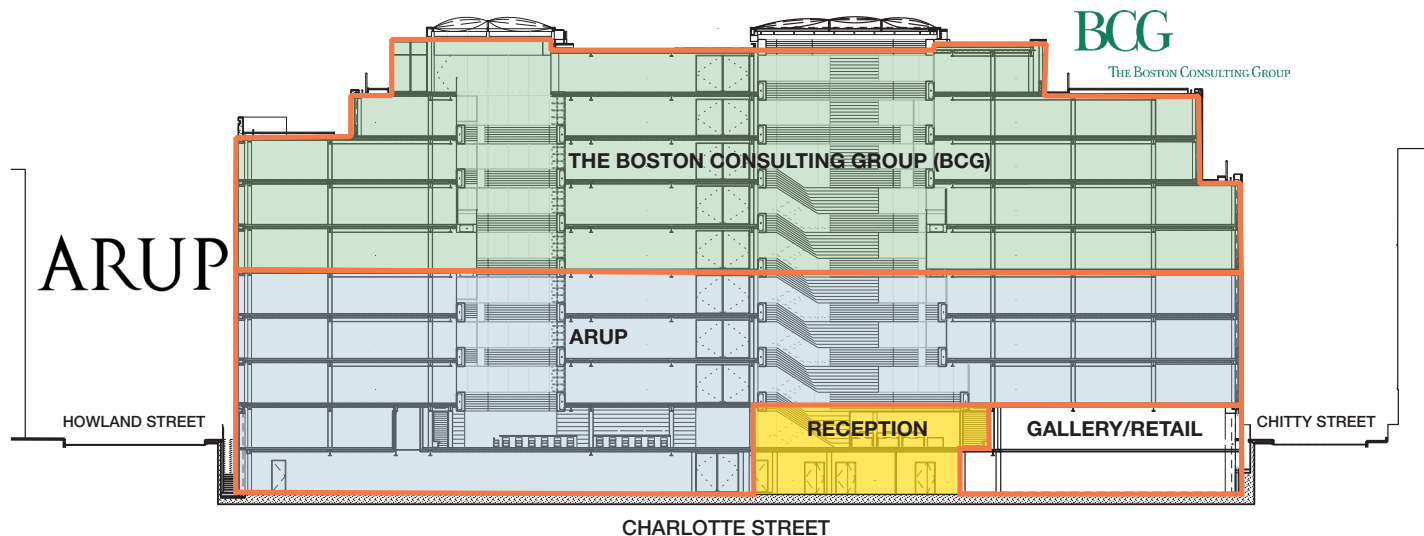 BCG
THE BOSTON CONSULTING GROUP
THE BOSTON CONSULTING GROUP (BCG)
ARUP
ARUP
HOWLAND STREET
RECEPTION
GALLERY/RETAIL
CHITTY STREET
CHARLOTTE STREET